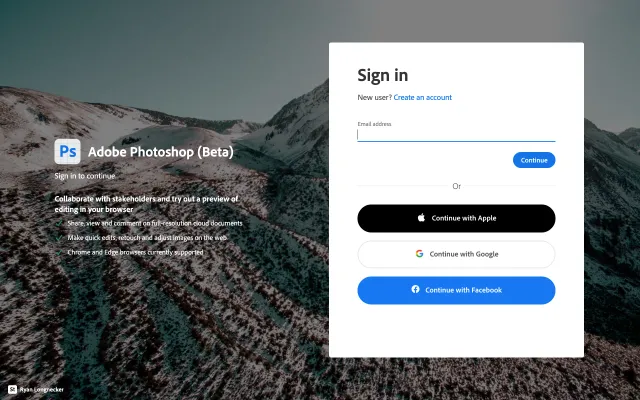 Ps Adobe Photoshop (Beta)
Sign in to continue
Collaborate with stakeholders and try out a preview of
editing in your browser
Share, view and comment on full-resolution cloud documents
Make quick edits, retouch and adjust images on the web
Chrome and Edge browsers currently supported
Ryan Longnecker
Sign in
New user? Create an account
Email address
Continue
Or
Continue with Apple
Continue with Google
Continue with Facebook